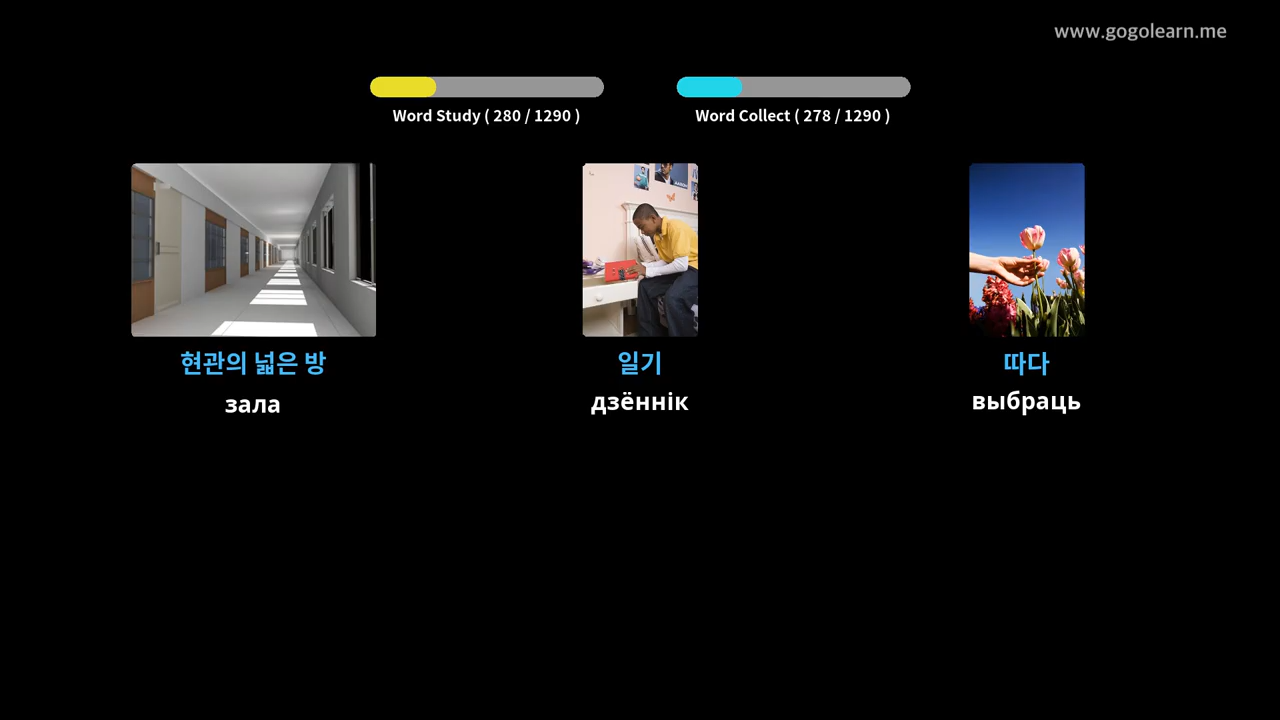 www.gogolearn.me
Word Study ( 280 / 1290 )
Word Collect ( 278 / 1290 )
현관의 넓은 방
일기
따다
зала
дзённік
выбраць